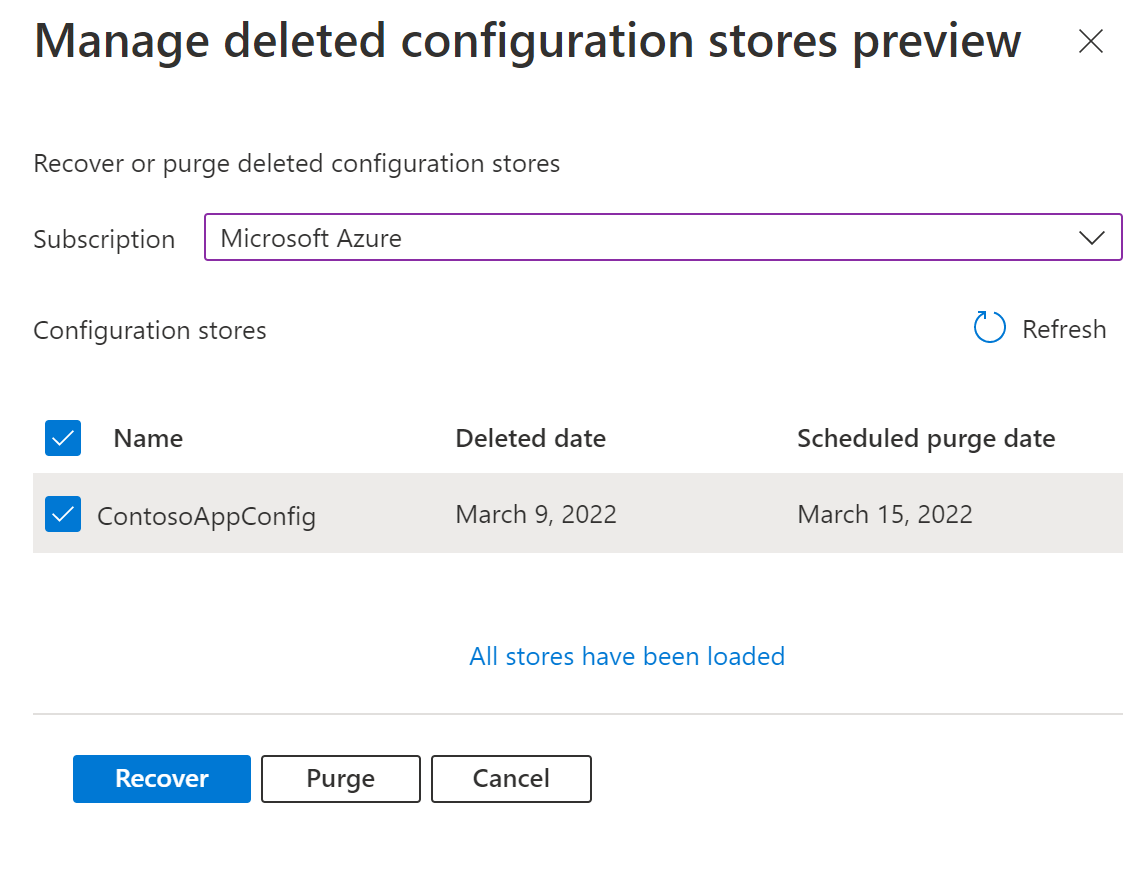 Manage deleted configuration stores preview
Recover or purge deleted configuration stores
Subscription Microsoft Azure
Configuration stores Refresh
Name Deleted date Scheduled purge date
ContosoAppConfig March 9, 2022 March 15, 2022
All stores have been loaded
Recover Purge Cancel